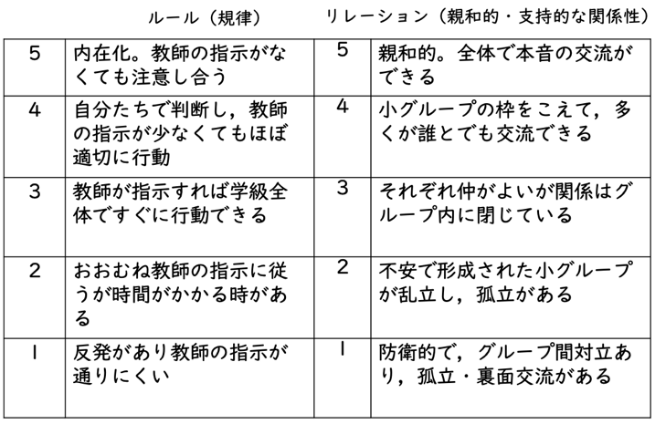 ルール（規律）
リレーション（親和的・支持的な関係性）
5
内在化。教師の指示がな
くても注意し合う
5
親和的。全体で本音の交流が
できる
4
自分たちで判断し，教師
の指示が少なくてもほぼ
適切に行動
4
小グループの枠をこえて，多
くが誰とでも交流できる
3
教師が指示すれば学級全
体ですぐに行動できる
3
それぞれ仲がよいが関係はグ
ループ内に閉じている
2
おおむね教師の指示に従
うが時間がかかる時があ
る
2
不安で形成された小グループ
が乱立し，孤立がある
1
反発があり教師の指示が
通りにくい
1
防衛的で，グループ間対立あ
り，孤立・裏面交流がある